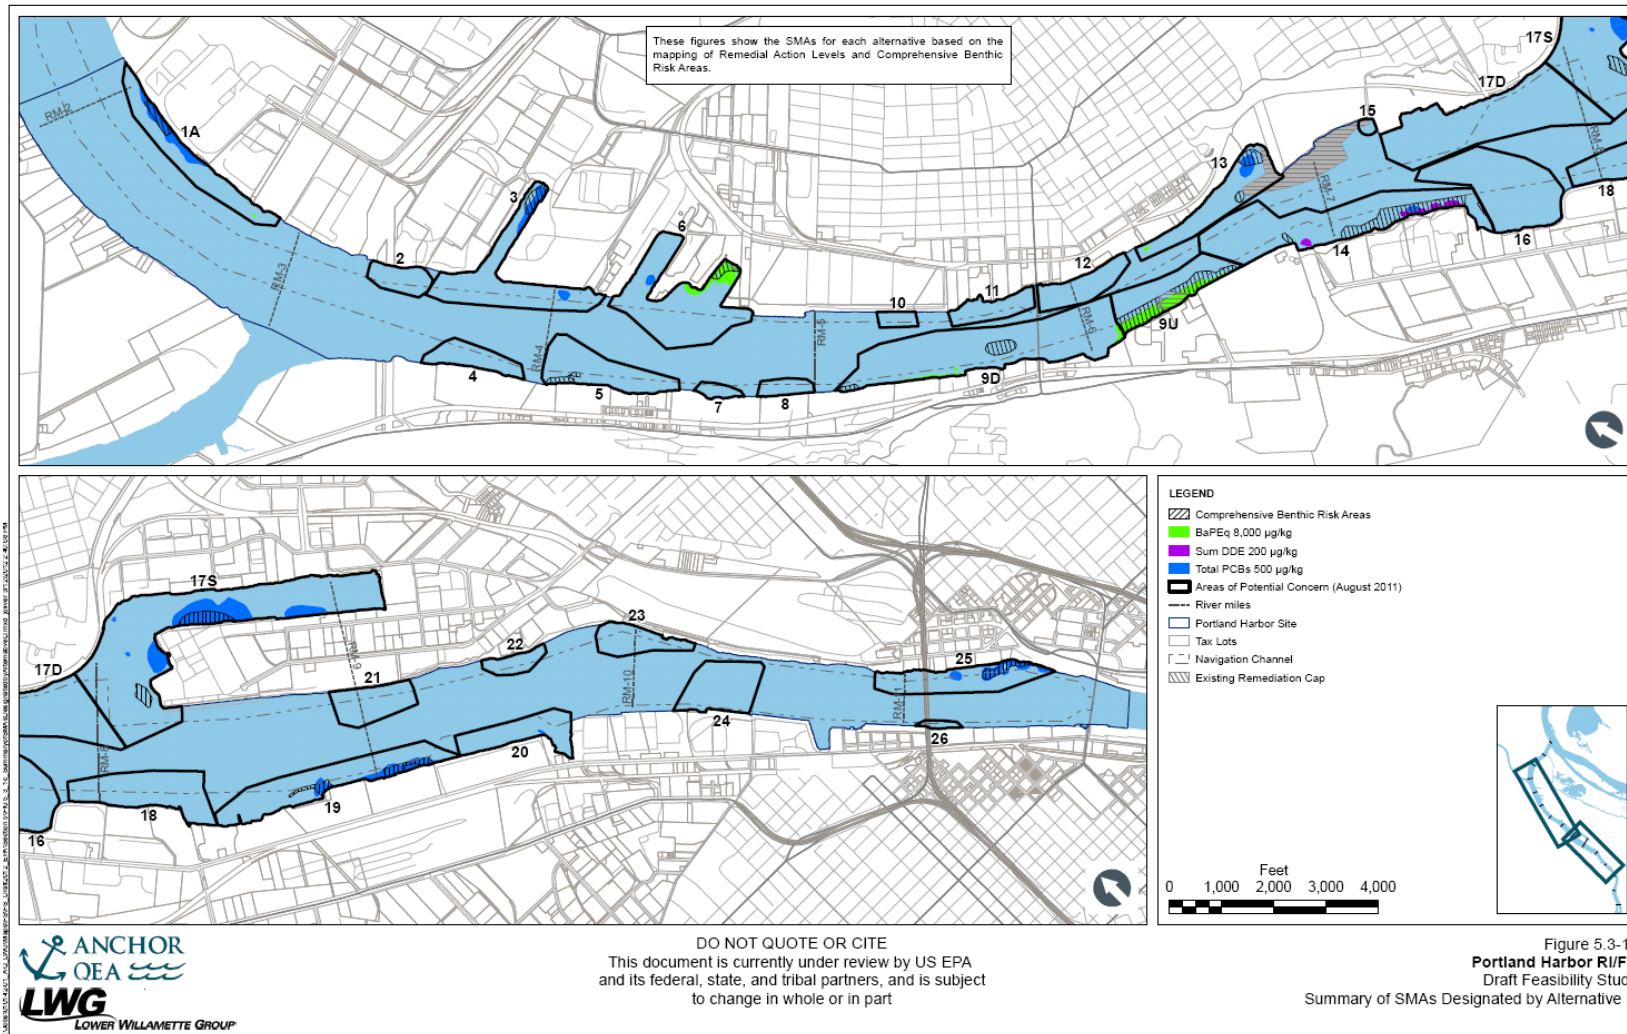 These figures show the SMAs for each alternative based on the
mapping of Remedial Action Levels and Comprehensive Benthic
Risk Areas.
17S
17D
15
1A
RM-2
13
3
RM-7
RM-8
18
6
2
12
14
16
RM-3
11
10
RM-5
RM-6
9U
RM-4
4
5
7
8
9D
17S
23
22
25
17D
RM-9
21
RM-10
RM-11
24
20
26
RM-8
19
18
16
LEGEND
Comprehensive Benthic Risk Areas
BaPEq 8,000 µg/kg
Sum DDE 200 µg/kg
Total PCBs 500 µg/kg
Areas of Potential Concern (August 2011)
River miles
Portland Harbor Site
Tax Lots
Navigation Channel
Existing Remediation Cap
Feet
0 1,000 2,000 3,000 4,000
ANCHOR
QEA
LWG
LOWER WILLAMETTE GROUP
DO NOT QUOTE OR CITE
This document is currently under review by US EPA
and its federal, state, and tribal partners, and is subject
to change in whole or in part
Figure 5.3-1
Portland Harbor RI/F
Draft Feasibility Stud
Summary of SMAs Designated by Alternative